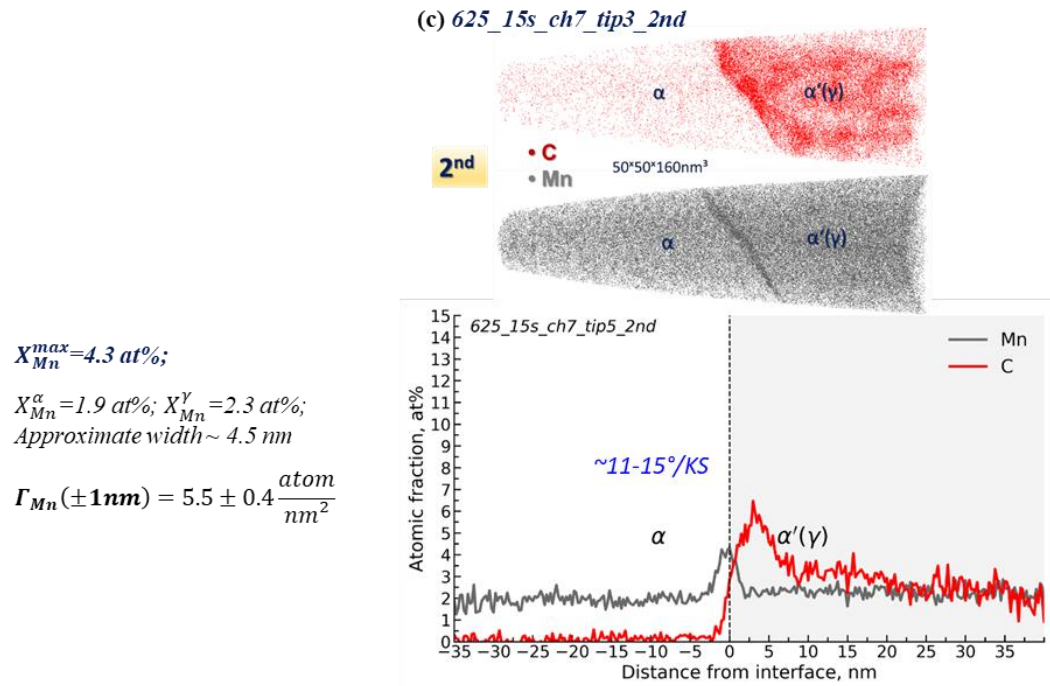 (c) 625_15s_ch7_tip3_2nd
α
α'(γ)
2nd
• C
• Mn
50ˣ50ˣ160nm³
α
α'(γ)
X_Mn^max=4.3 at%;
X_Mn^α=1.9 at%; X_Mn^γ=2.3 at%;
Approximate width~ 4.5 nm
Γ_Mn(±1nm) = 5.5 ± 0.4 atom/nm²
625_15s_ch7_tip5_2nd
Mn
C
~11-15°/KS
α
α'(γ)
Atomic fraction, at%
15
14
13
12
11
10
9
8
7
6
5
4
3
2
1
0
−35 −30 −25 −20 −15 −10 −5 0 5 10 15 20 25 30 35
Distance from interface, nm